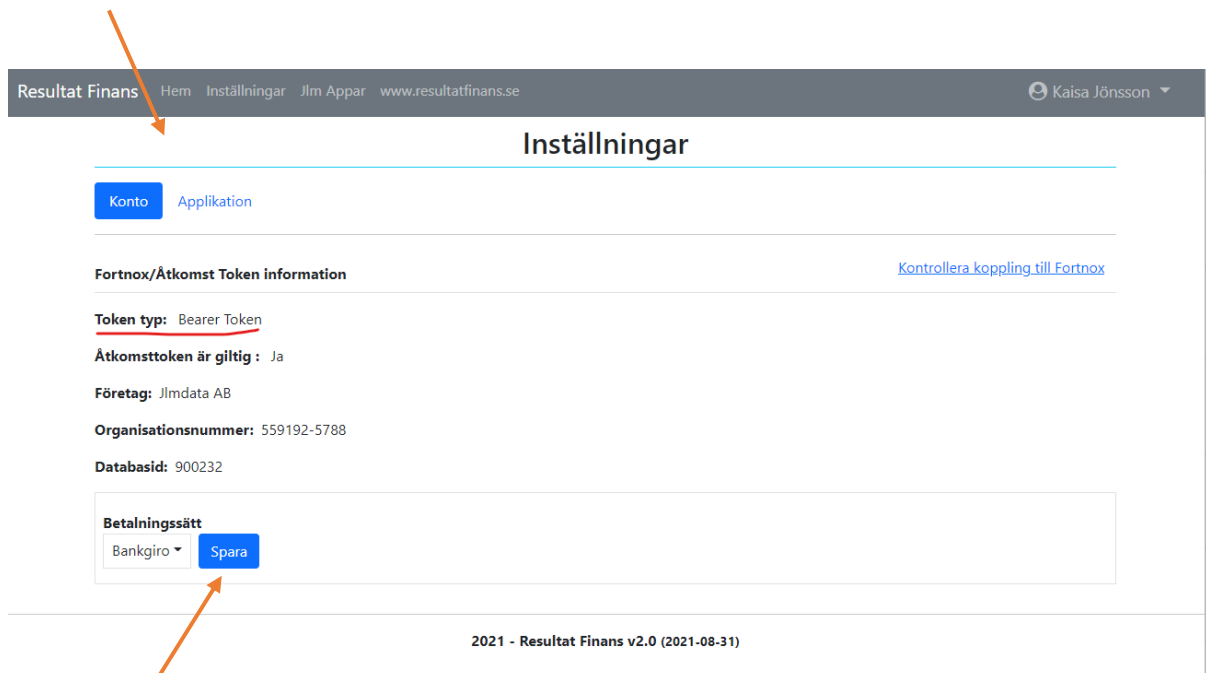 Resultat Finans Hem Inställningar Jlm Appar www.resultatfinans.se Kaisa Jönsson
Inställningar
Konto Applikation
Fortnox/Åtkomst Token information Kontrollera koppling till Fortnox
Token typ: Bearer Token
Åtkomsttoken är giltig : Ja
Företag: Jlmdata AB
Organisationsnummer: 559192-5788
Databasid: 900232
Betalningssätt
Bankgiro Spara
2021 - Resultat Finans v2.0 (2021-08-31)